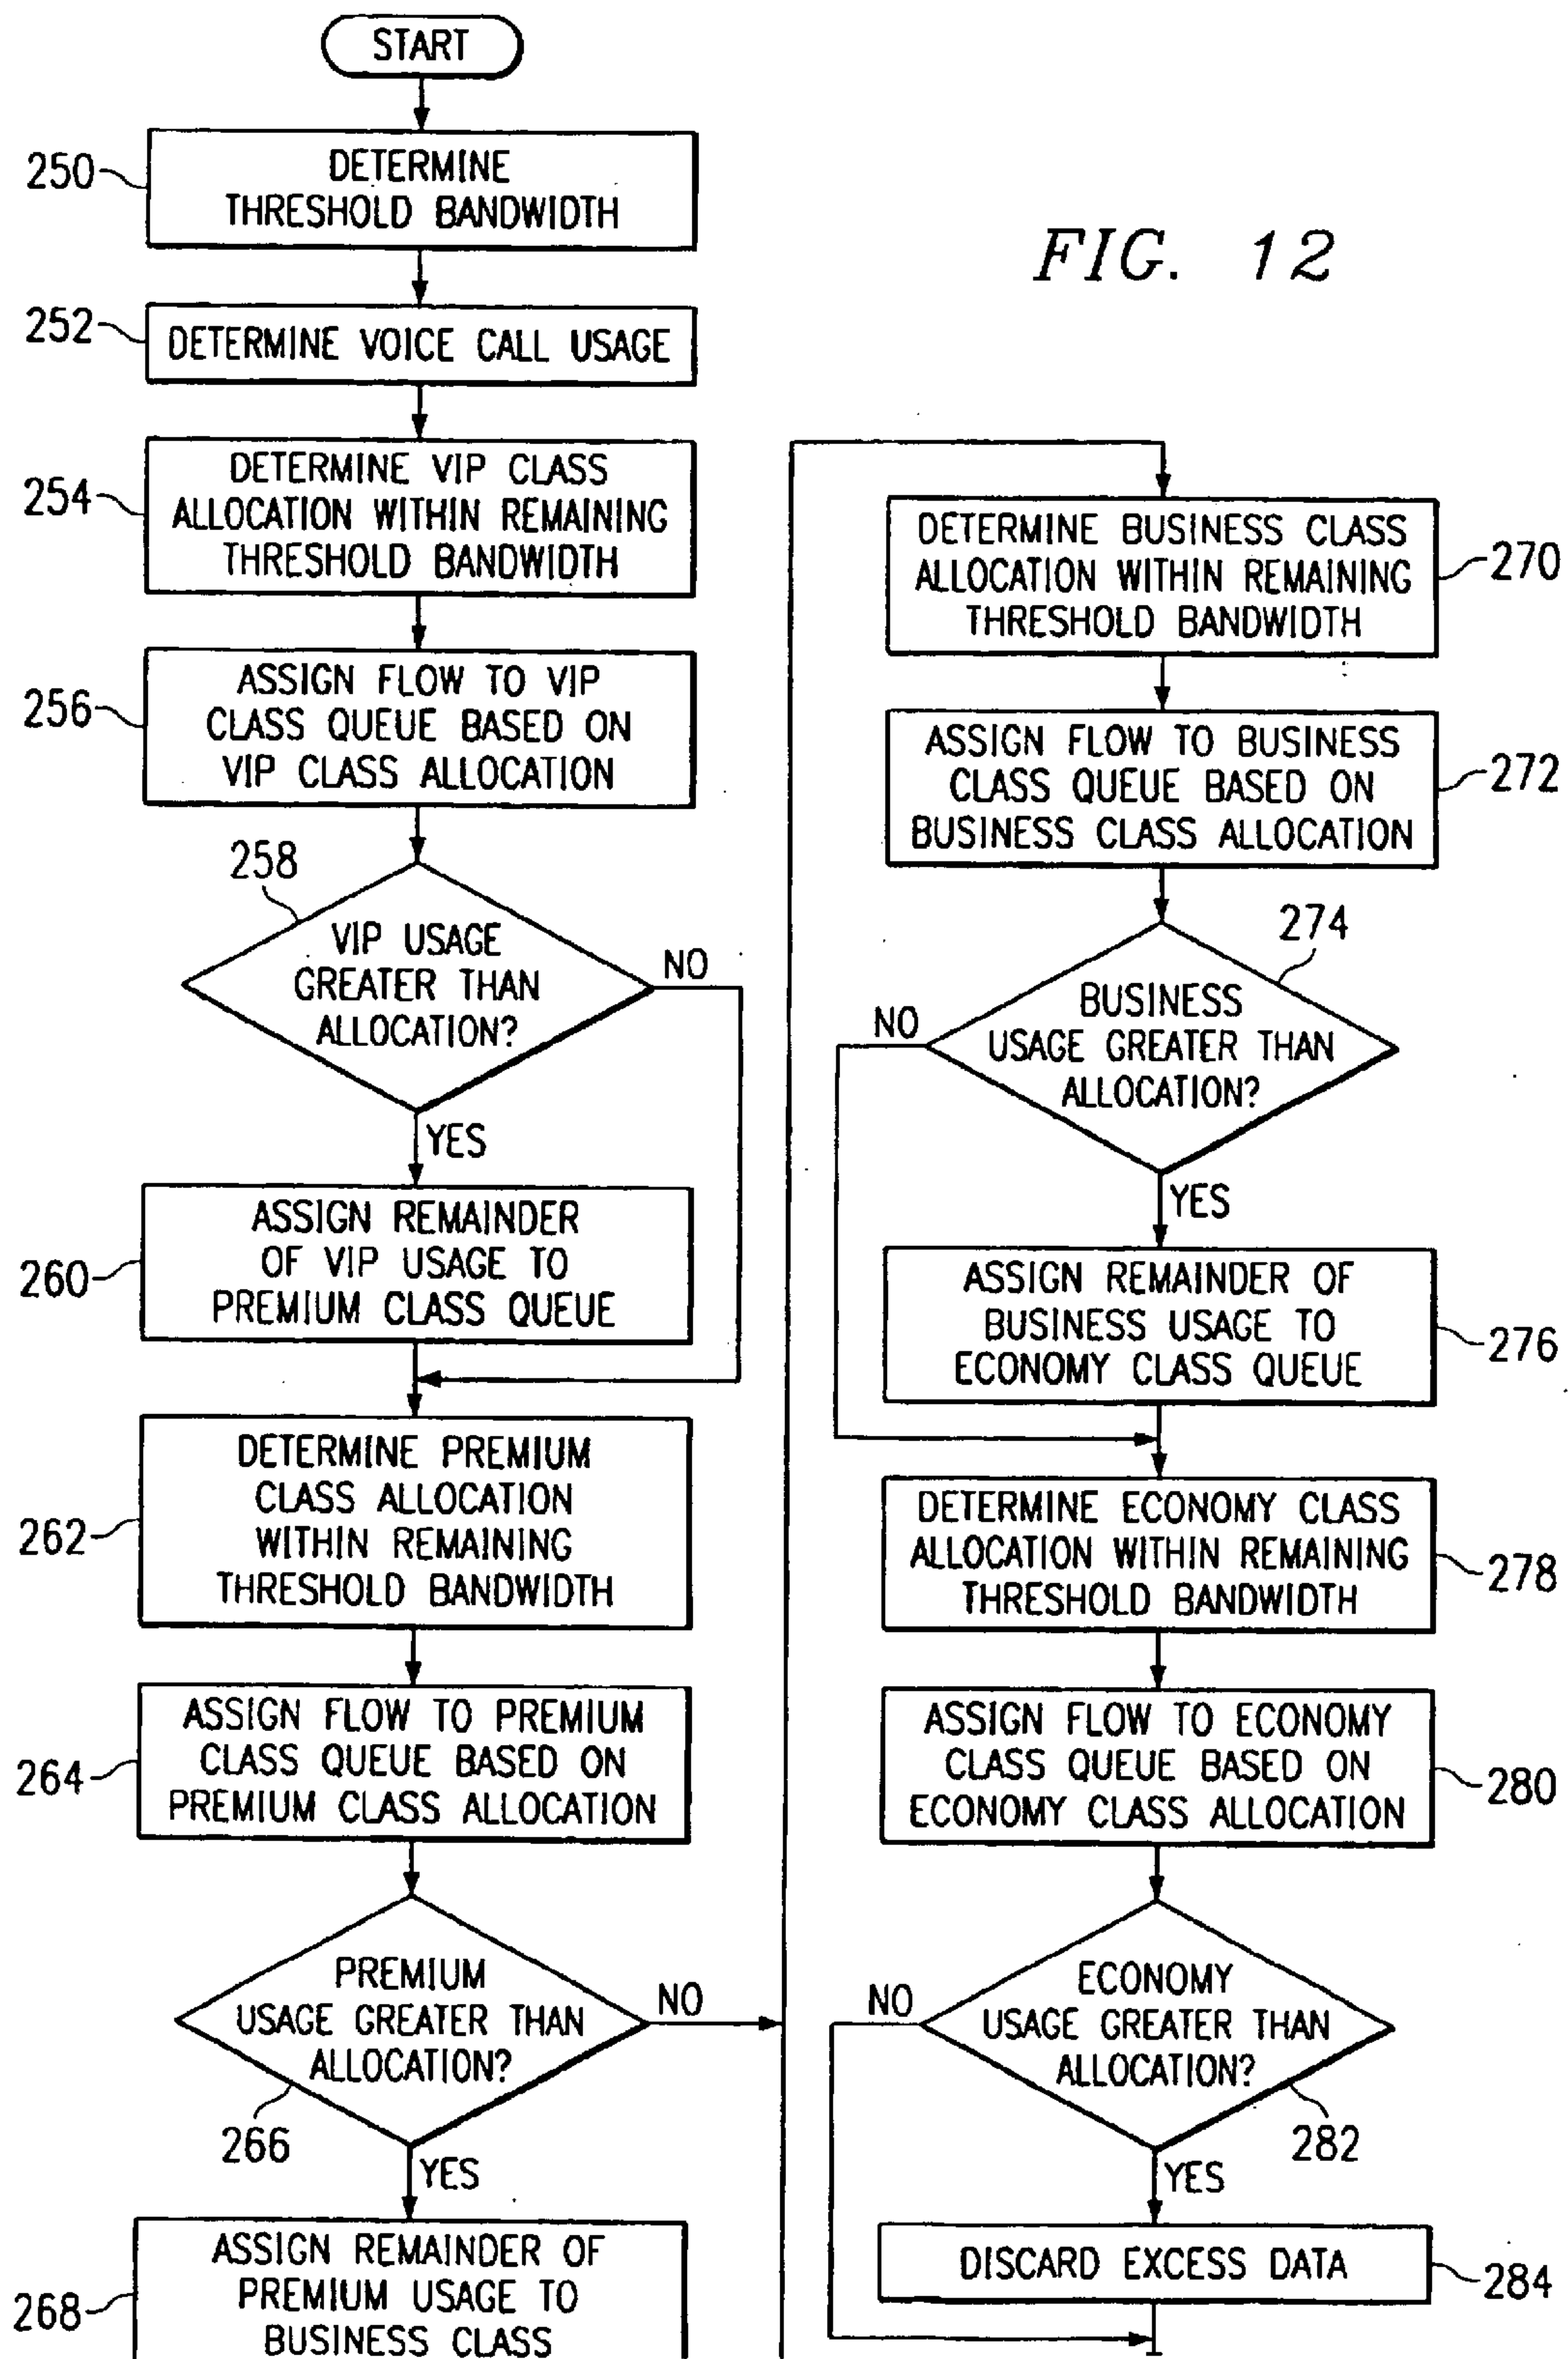 START
250
DETERMINE
THRESHOLD BANDWIDTH
FIG. 12
252
DETERMINE VOICE CALL USAGE
254
DETERMINE VIP CLASS
ALLOCATION WITHIN REMAINING
THRESHOLD BANDWIDTH
256
ASSIGN FLOW TO VIP
CLASS QUEUE BASED ON
VIP CLASS ALLOCATION
258
VIP USAGE
GREATER THAN
ALLOCATION?
NO
YES
260
ASSIGN REMAINDER
OF VIP USAGE TO
PREMIUM CLASS QUEUE
262
DETERMINE PREMIUM
CLASS ALLOCATION
WITHIN REMAINING
THRESHOLD BANDWIDTH
264
ASSIGN FLOW TO PREMIUM
CLASS QUEUE BASED ON
PREMIUM CLASS ALLOCATION
PREMIUM
USAGE GREATER THAN
ALLOCATION?
NO
266
YES
268
ASSIGN REMAINDER OF
PREMIUM USAGE TO
BUSINESS CLASS
DETERMINE BUSINESS CLASS
ALLOCATION WITHIN REMAINING
THRESHOLD BANDWIDTH
270
ASSIGN FLOW TO BUSINESS
CLASS QUEUE BASED ON
BUSINESS CLASS ALLOCATION
272
274
BUSINESS
USAGE GREATER THAN
ALLOCATION?
NO
YES
ASSIGN REMAINDER OF
BUSINESS USAGE TO
ECONOMY CLASS QUEUE
276
DETERMINE ECONOMY CLASS
ALLOCATION WITHIN REMAINING
THRESHOLD BANDWIDTH
278
ASSIGN FLOW TO ECONOMY
CLASS QUEUE BASED ON
ECONOMY CLASS ALLOCATION
280
ECONOMY
USAGE GREATER THAN
ALLOCATION?
NO
282
YES
DISCARD EXCESS DATA
284